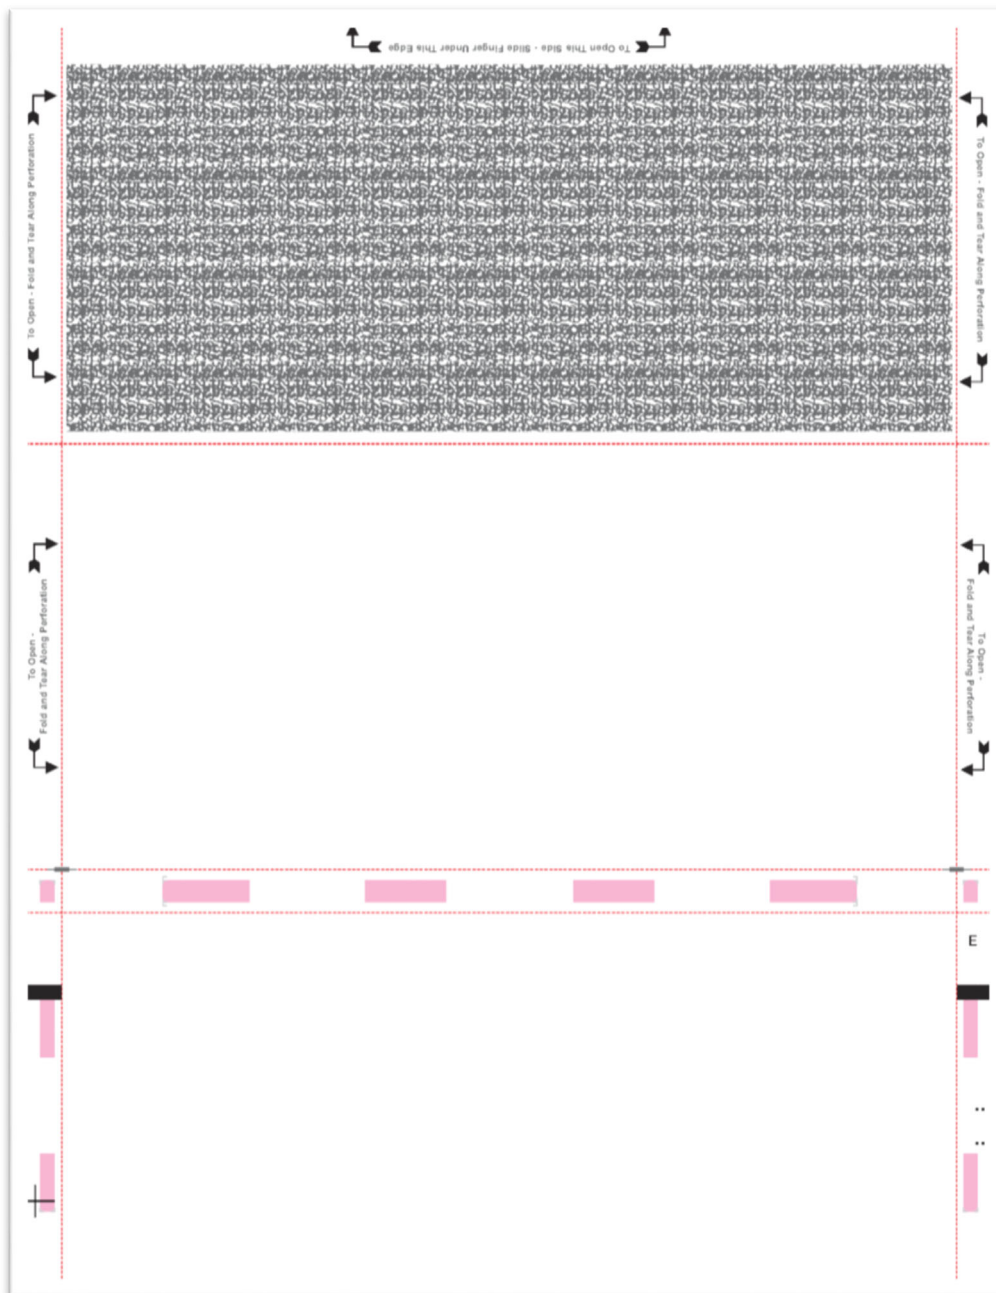 To Open This Side - Slide Finger Under This Edge
To Open - Fold and Tear Along Perforation
To Open - Fold and Tear Along Perforation
To Open -
Fold and Tear Along Perforation
To Open -
Fold and Tear Along Perforation
E
:
: